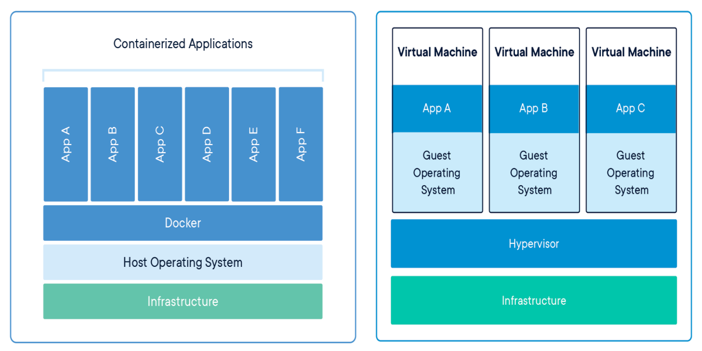 Containerized Applications
App A
App B
App C
App D
App E
App F
Docker
Host Operating System
Infrastructure
Virtual Machine
App A
Guest
Operating
System
Virtual Machine
App B
Guest
Operating
System
Virtual Machine
App C
Guest
Operating
System
Hypervisor
Infrastructure